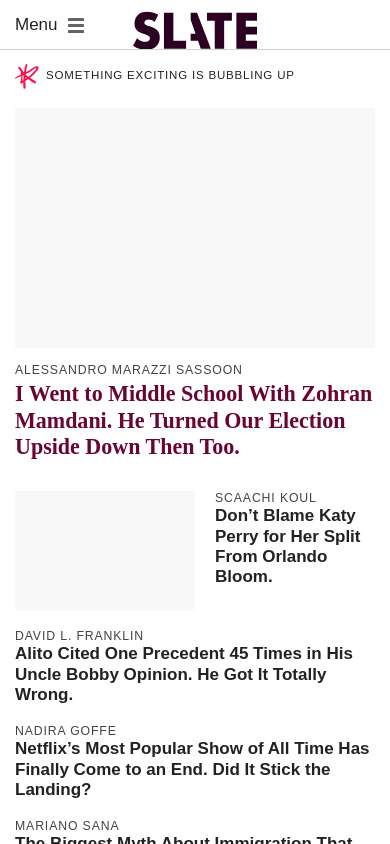 Menu
SLATE
SOMETHING EXCITING IS BUBBLING UP
ALESSANDRO MARAZZI SASSOON
I Went to Middle School With Zohran
Mamdani. He Turned Our Election
Upside Down Then Too.
SCAACHI KOUL
Don’t Blame Katy
Perry for Her Split
From Orlando
Bloom.
DAVID L. FRANKLIN
Alito Cited One Precedent 45 Times in His
Uncle Bobby Opinion. He Got It Totally
Wrong.
NADIRA GOFFE
Netflix’s Most Popular Show of All Time Has
Finally Come to an End. Did It Stick the
Landing?
MARIANO SANA
The Biggest Myth About Immigration That